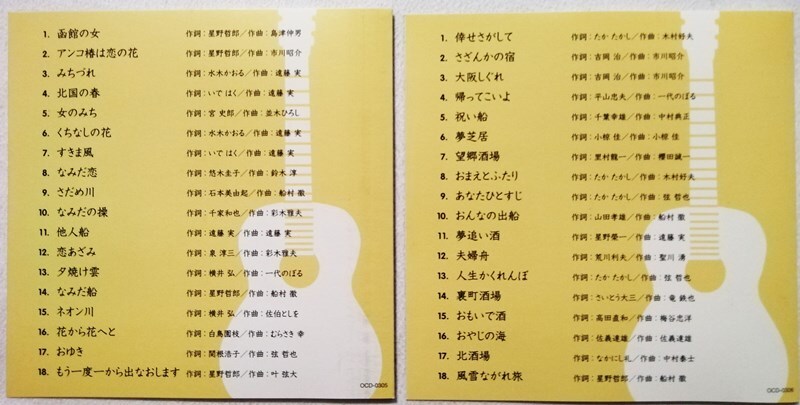 1. 函館の女 作詞：星野哲郎／作曲：島津伸男
2. アンコ椿は恋の花 作詞：星野哲郎／作曲：市川昭介
3. みちづれ 作詞：水木かおる／作曲：遠藤 実
4. 北国の春 作詞：いで はく／作曲：遠藤 実
5. 女のみち 作詞：宮 史郎／作曲：並木ひろし
6. くちなしの花 作詞：水木かおる／作曲：遠藤 実
7. すきま風 作詞：いで はく／作曲：遠藤 実
8. なみだ恋 作詞：悠木圭子／作曲：鈴木 淳
9. さだめ川 作詞：石本美由起／作曲：船村 徹
10. なみだの操 作詞：千家和也／作曲：彩木雅夫
11. 他人船 作詞：遠藤 実／作曲：遠藤 実
12. 恋あざみ 作詞：泉 淳三／作曲：彩木雅夫
13. 夕焼け雲 作詞：横井 弘／作曲：一代のぼる
14. なみだ船 作詞：星野哲郎／作曲：船村 徹
15. ネオン川 作詞：横井 弘／作曲：佐伯としを
16. 花から花へと 作詞：白鳥園枝／作曲：むらさき 幸
17. おゆき 作詞：関根浩子／作曲：弦 哲也
18. もう一度一から出なおします 作詞：星野哲郎／作曲：叶 弦大
OCD-0305
1. 倖せさがして 作詞：たか たかし／作曲：木村好夫
2. さざんかの宿 作詞：吉岡 治／作曲：市川昭介
3. 大阪しぐれ 作詞：吉岡 治／作曲：市川昭介
4. 帰ってこいよ 作詞：平山忠夫／作曲：一代のぼる
5. 祝い船 作詞：千葉幸雄／作曲：中村典正
6. 夢芝居 作詞：小椋 佳／作曲：小椋 佳
7. 望郷酒場 作詞：里村龍一／作曲：櫻田誠一
8. おまえとふたり 作詞：たか たかし／作曲：木村好夫
9. あなたひとすじ 作詞：たか たかし／作曲：弦 哲也
10. おんなの出船 作詞：山田孝雄／作曲：船村 徹
11. 夢追い酒 作詞：星野榮一／作曲：遠藤 実
12. 夫婦舟 作詞：荒川利夫／作曲：聖川 湧
13. 人生かくれんぼ 作詞：たか たかし／作曲：弦 哲也
14. 裏町酒場 作詞：さいとう大三／作曲：竜 鉄也
15. おもいで酒 作詞：高田直和／作曲：梅谷忠洋
16. おやじの海 作詞：佐義達雄／作曲：佐義達雄
17. 北酒場 作詞：なかにし礼／作曲：中村泰士
18. 風雪ながれ旅 作詞：星野哲郎／作曲：船村 徹